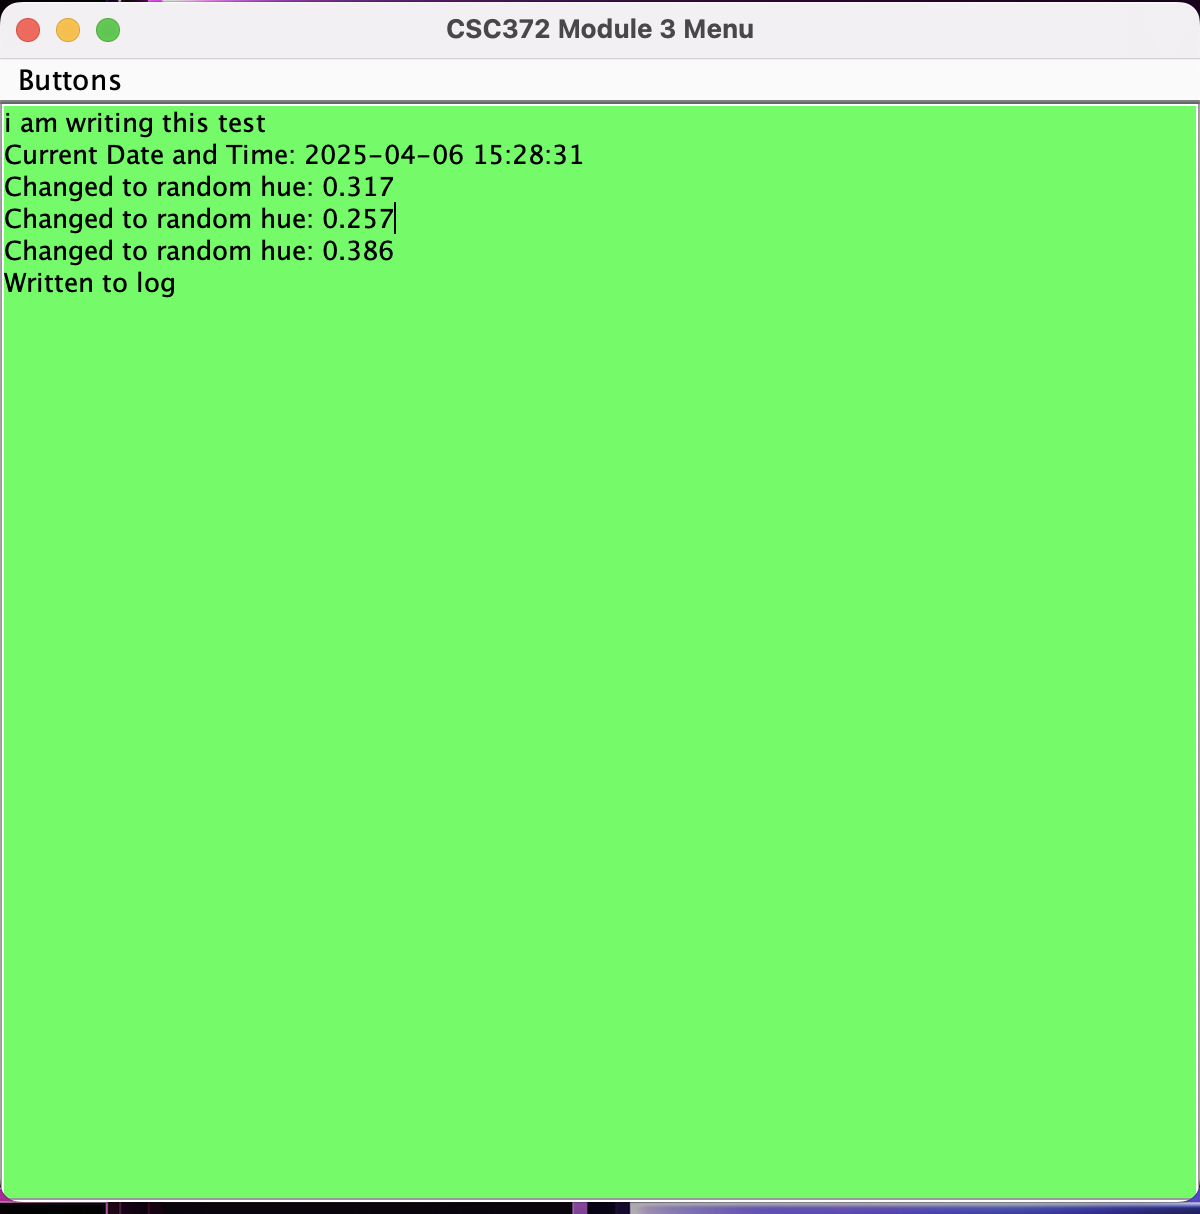 CSC372 Module 3 Menu
Buttons
i am writing this test
Current Date and Time: 2025-04-06 15:28:31
Changed to random hue: 0.317
Changed to random hue: 0.257
Changed to random hue: 0.386
Written to log